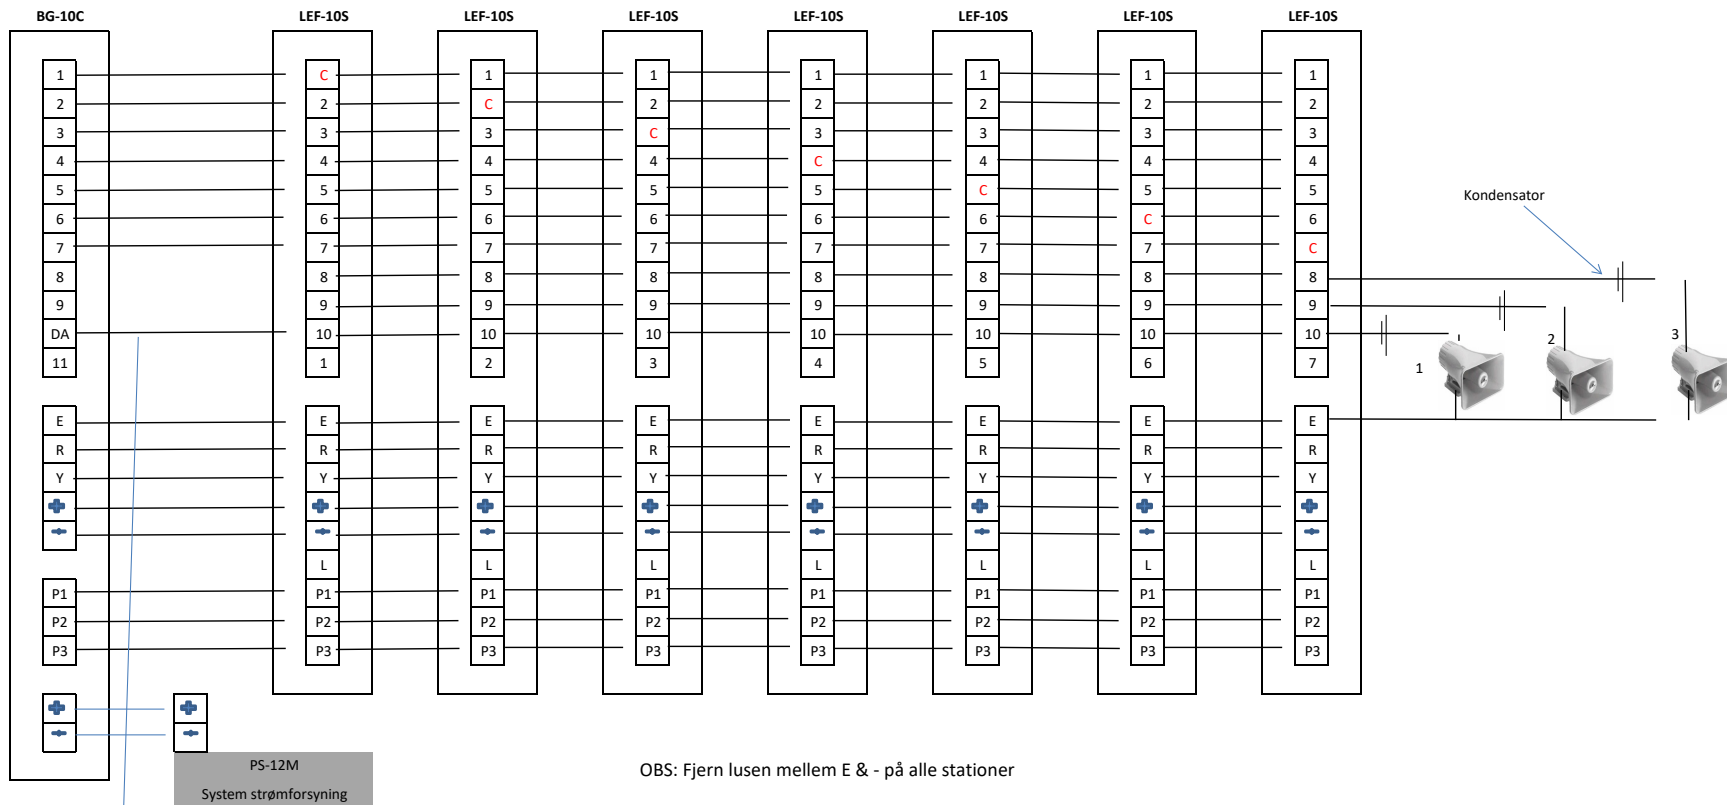 BG-10C LEF-10S LEF-10S LEF-10S LEF-10S LEF-10S LEF-10S LEF-10S
1 C 1 1 1 1 1 1
2 2 C 2 2 2 2 2
3 3 3 C 3 3 3 3
4 4 4 4 C 4 4 4
5 5 5 5 5 C 5 5
Kondensator
6 6 6 6 6 6 C 6
7 7 7 7 7 7 7 C
8 8 8 8 8 8 8 8
9 9 9 9 9 9 9 9
DA 10 10 10 10 10 10 10
1 2 3
11 1 2 3 4 5 6 7
E E E E E E E E
R R R R R R R R
Y Y Y Y Y Y Y Y
+ + + + + + + +
- - - - - - - -
L L L L L L L
P1 P1 P1 P1 P1 P1 P1 P1
P2 P2 P2 P2 P2 P2 P2 P2
P3 P3 P3 P3 P3 P3 P3 P3
+ +
- -
PS-12M
System strømforsyning
OBS: Fjern lusen mellem E & - på alle stationer